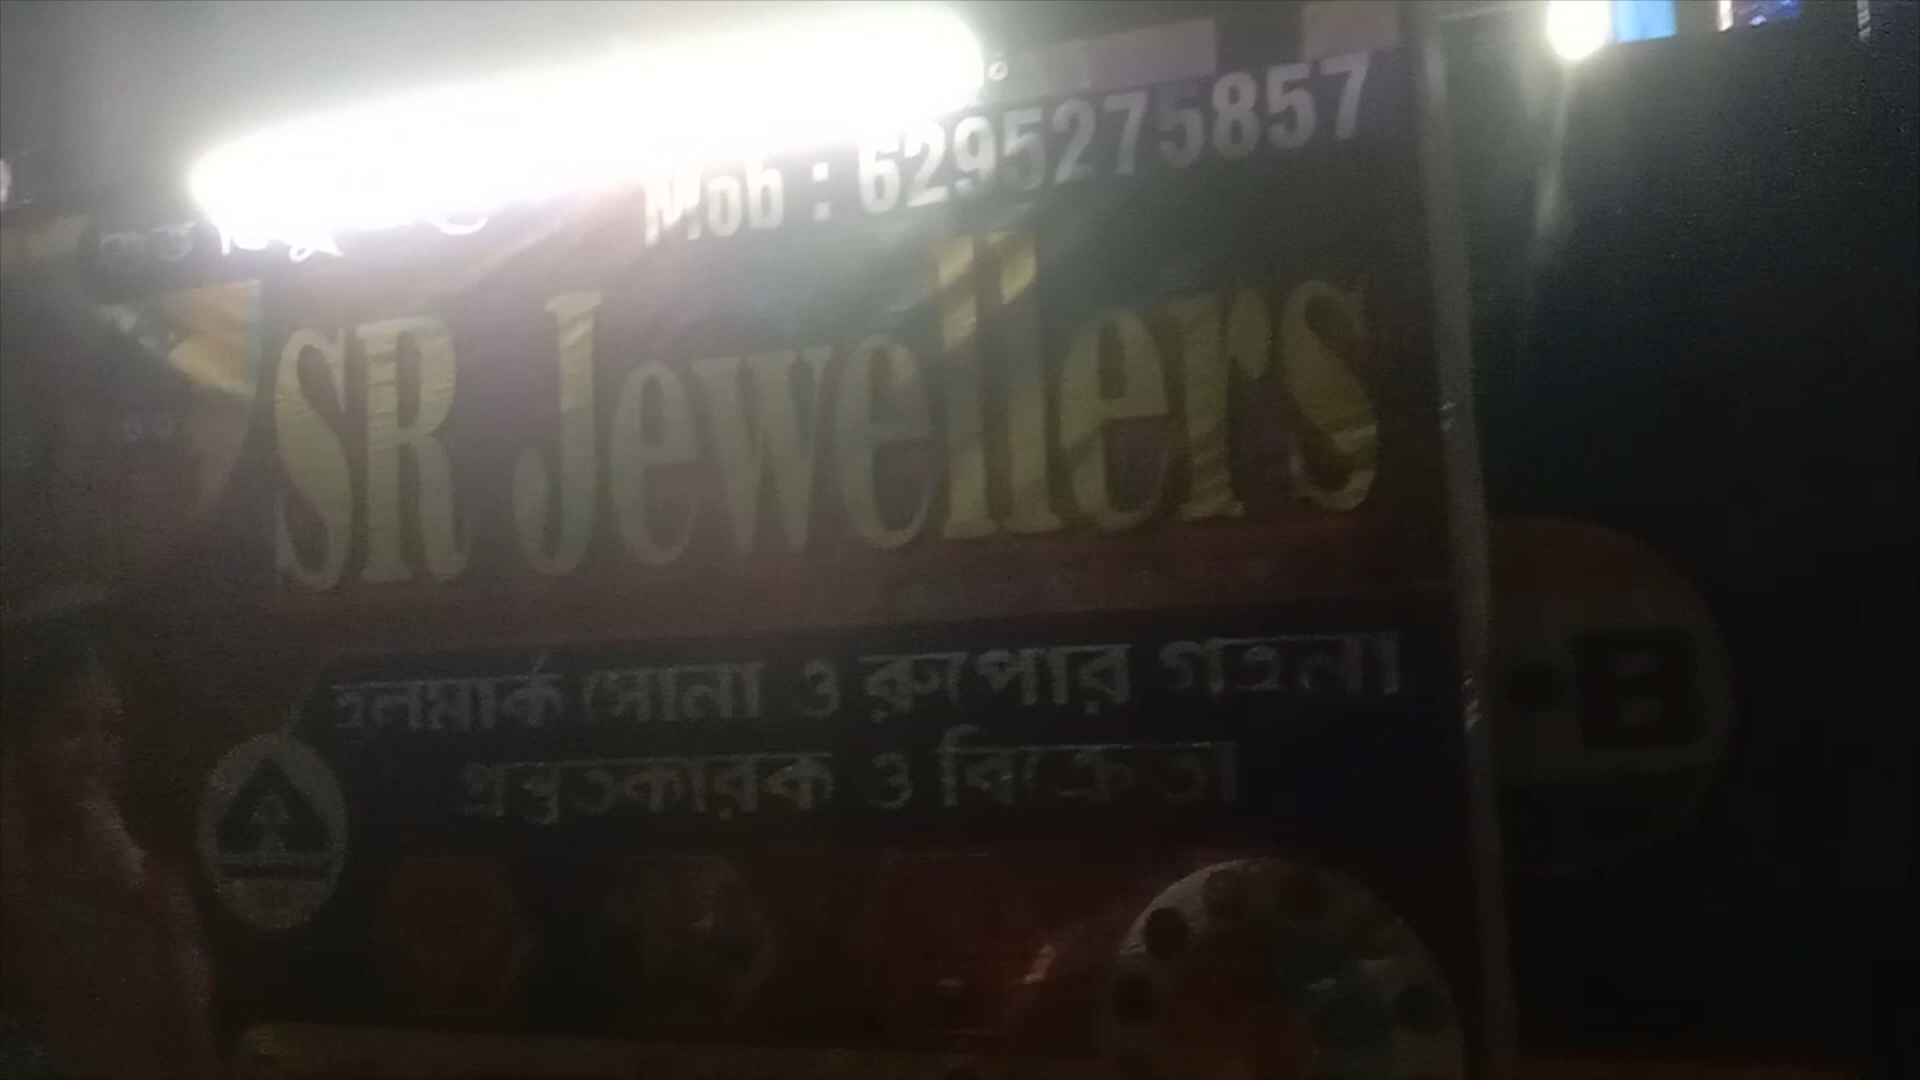 Mob : 6295275857
SR Jewellers
হলমার্ক সোনা ও রুপোর গহনা
প্রস্তুতকারক ও বিক্রেতা
B